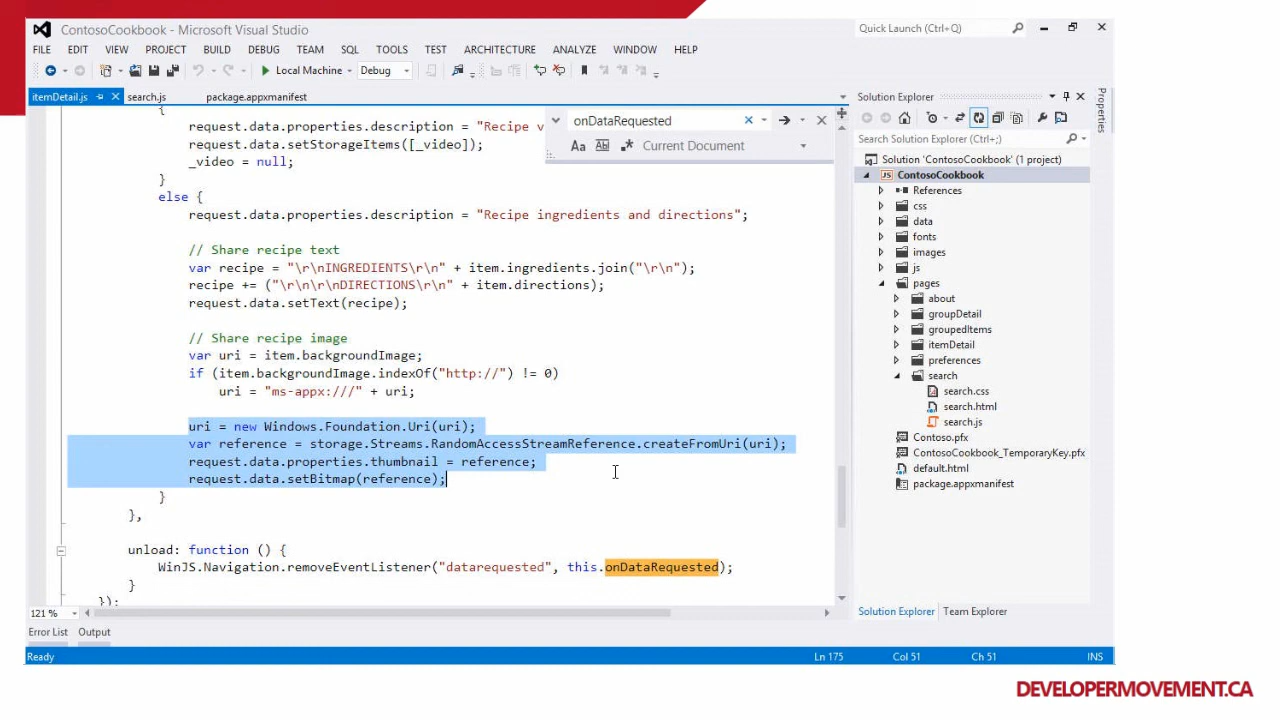 ContosoCookbook - Microsoft Visual Studio
Quick Launch (Ctrl+Q)
FILE EDIT VIEW PROJECT BUILD DEBUG TEAM SQL TOOLS TEST ARCHITECTURE ANALYZE WINDOW HELP
Local Machine Debug
itemDetail.js search.js package.appxmanifest
{
request.data.properties.description = "Recipe v
request.data.setStorageItems([_video]);
_video = null;
}
else {
request.data.properties.description = "Recipe ingredients and directions";
// Share recipe text
var recipe = "\r\nINGREDIENTS\r\n" + item.ingredients.join("\r\n");
recipe += ("\r\n\r\nDIRECTIONS\r\n" + item.directions);
request.data.setText(recipe);
// Share recipe image
var uri = item.backgroundImage;
if (item.backgroundImage.indexOf("http://") != 0)
uri = "ms-appx:///" + uri;
uri = new Windows.Foundation.Uri(uri);
var reference = storage.Streams.RandomAccessStreamReference.createFromUri(uri);
request.data.properties.thumbnail = reference;
request.data.setBitmap(reference);
}
},
unload: function () {
WinJS.Navigation.removeEventListener("datarequested", this.onDataRequested);
}
});
onDataRequested
Aa Current Document
121 %
Error List Output
Solution Explorer
Search Solution Explorer (Ctrl+;)
Solution 'ContosoCookbook' (1 project)
JS ContosoCookbook
References
css
data
fonts
images
js
pages
about
groupDetail
groupedItems
itemDetail
preferences
search
search.css
search.html
search.js
Contoso.pfx
ContosoCookbook_TemporaryKey.pfx
default.html
package.appxmanifest
Solution Explorer Team Explorer
Properties
Ready Ln 175 Col 51 Ch 51 INS
DEVELOPERMOVEMENT.CA